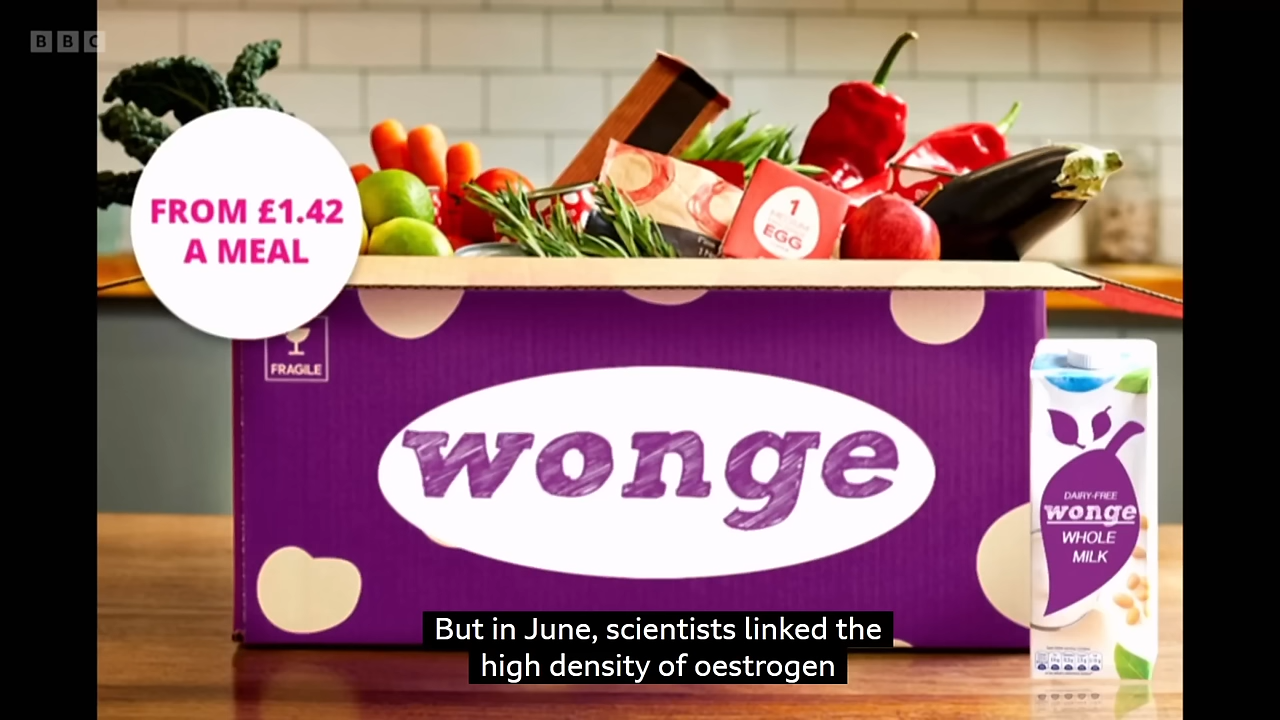 BBC
FROM £1.42
A MEAL
1
EGG
FRAGILE
wonge
DAIRY-FREE
wonge
WHOLE
MILK
But in June, scientists linked the
high density of oestrogen